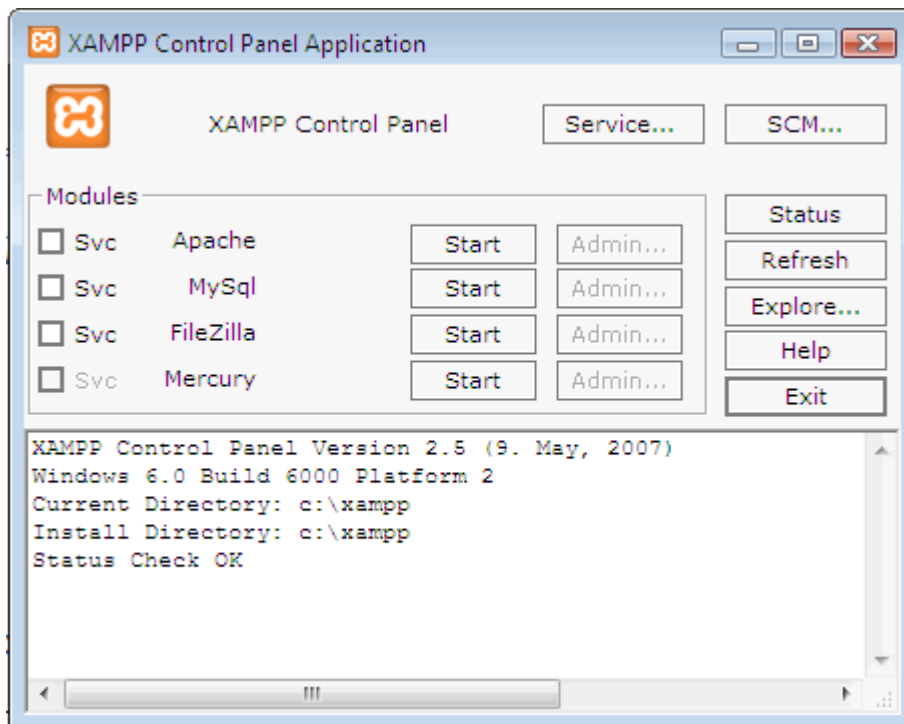 XAMPP Control Panel Application
XAMPP Control Panel Service... SCM...
Modules
Svc Apache Start Admin...
Svc MySql Start Admin...
Svc FileZilla Start Admin...
Svc Mercury Start Admin...
Status
Refresh
Explore...
Help
Exit
XAMPP Control Panel Version 2.5 (9. May, 2007)
Windows 6.0 Build 6000 Platform 2
Current Directory: c:\xampp
Install Directory: c:\xampp
Status Check OK